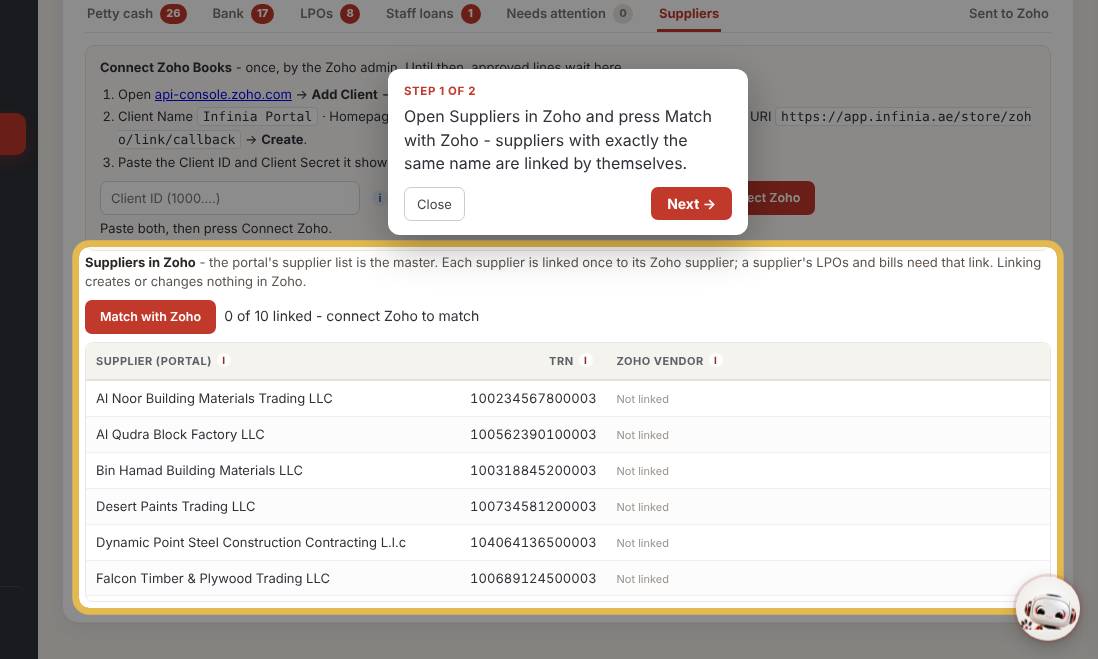 Petty cash 26 Bank 17 LPOs 8 Staff loans 1 Needs attention 0 Suppliers Sent to Zoho
Connect Zoho Books - once, by the Zoho admin. Until then, approved lines wait here.
1. Open api-console.zoho.com → Add Client
2. Client Name Infinia Portal · Homepag
URI https://app.infinia.ae/store/zoh
o/link/callback → Create.
3. Paste the Client ID and Client Secret it show
Client ID (1000....) i ect Zoho
Paste both, then press Connect Zoho.
STEP 1 OF 2
Open Suppliers in Zoho and press Match
with Zoho - suppliers with exactly the
same name are linked by themselves.
Close Next →
Suppliers in Zoho - the portal's supplier list is the master. Each supplier is linked once to its Zoho supplier; a supplier's LPOs and bills need that link. Linking
creates or changes nothing in Zoho.
Match with Zoho 0 of 10 linked - connect Zoho to match
SUPPLIER (PORTAL) I TRN I ZOHO VENDOR I
Al Noor Building Materials Trading LLC 100234567800003 Not linked
Al Qudra Block Factory LLC 100562390100003 Not linked
Bin Hamad Building Materials LLC 100318845200003 Not linked
Desert Paints Trading LLC 100734581200003 Not linked
Dynamic Point Steel Construction Contracting L.l.c 104064136500003 Not linked
Falcon Timber & Plywood Trading LLC 100689124500003 Not linked